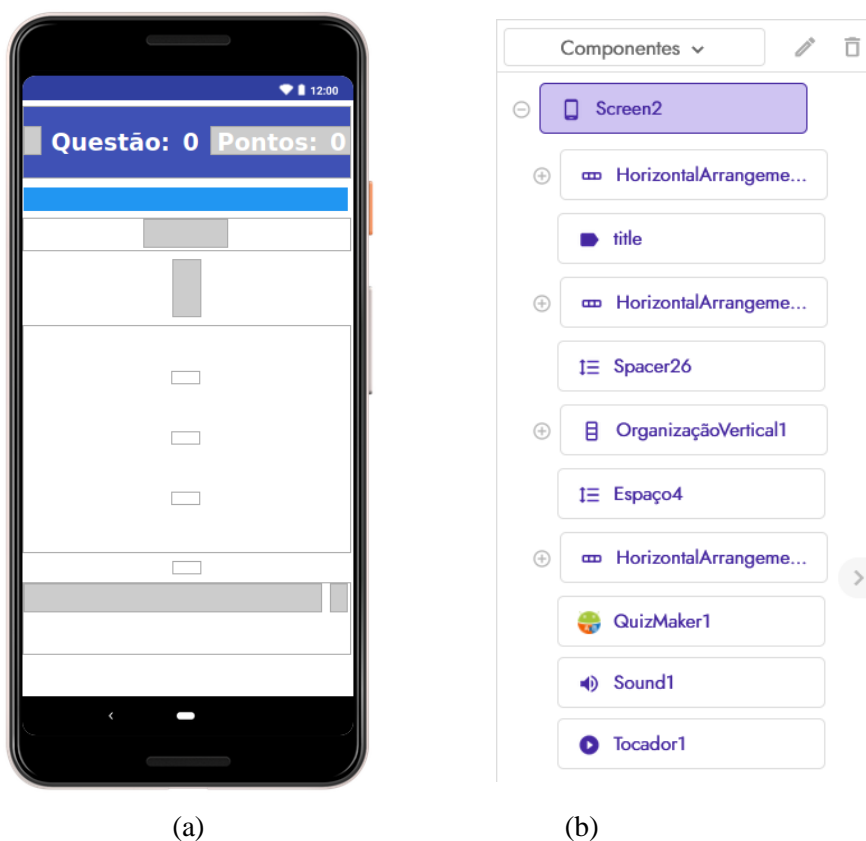 12:00
Questão: 0 Pontos: 0
(a)
Componentes
Screen2
HorizontalArrangeme...
title
HorizontalArrangeme...
Spacer26
OrganizaçãoVertical1
Espaço4
HorizontalArrangeme...
QuizMaker1
Sound1
Tocador1
(b)